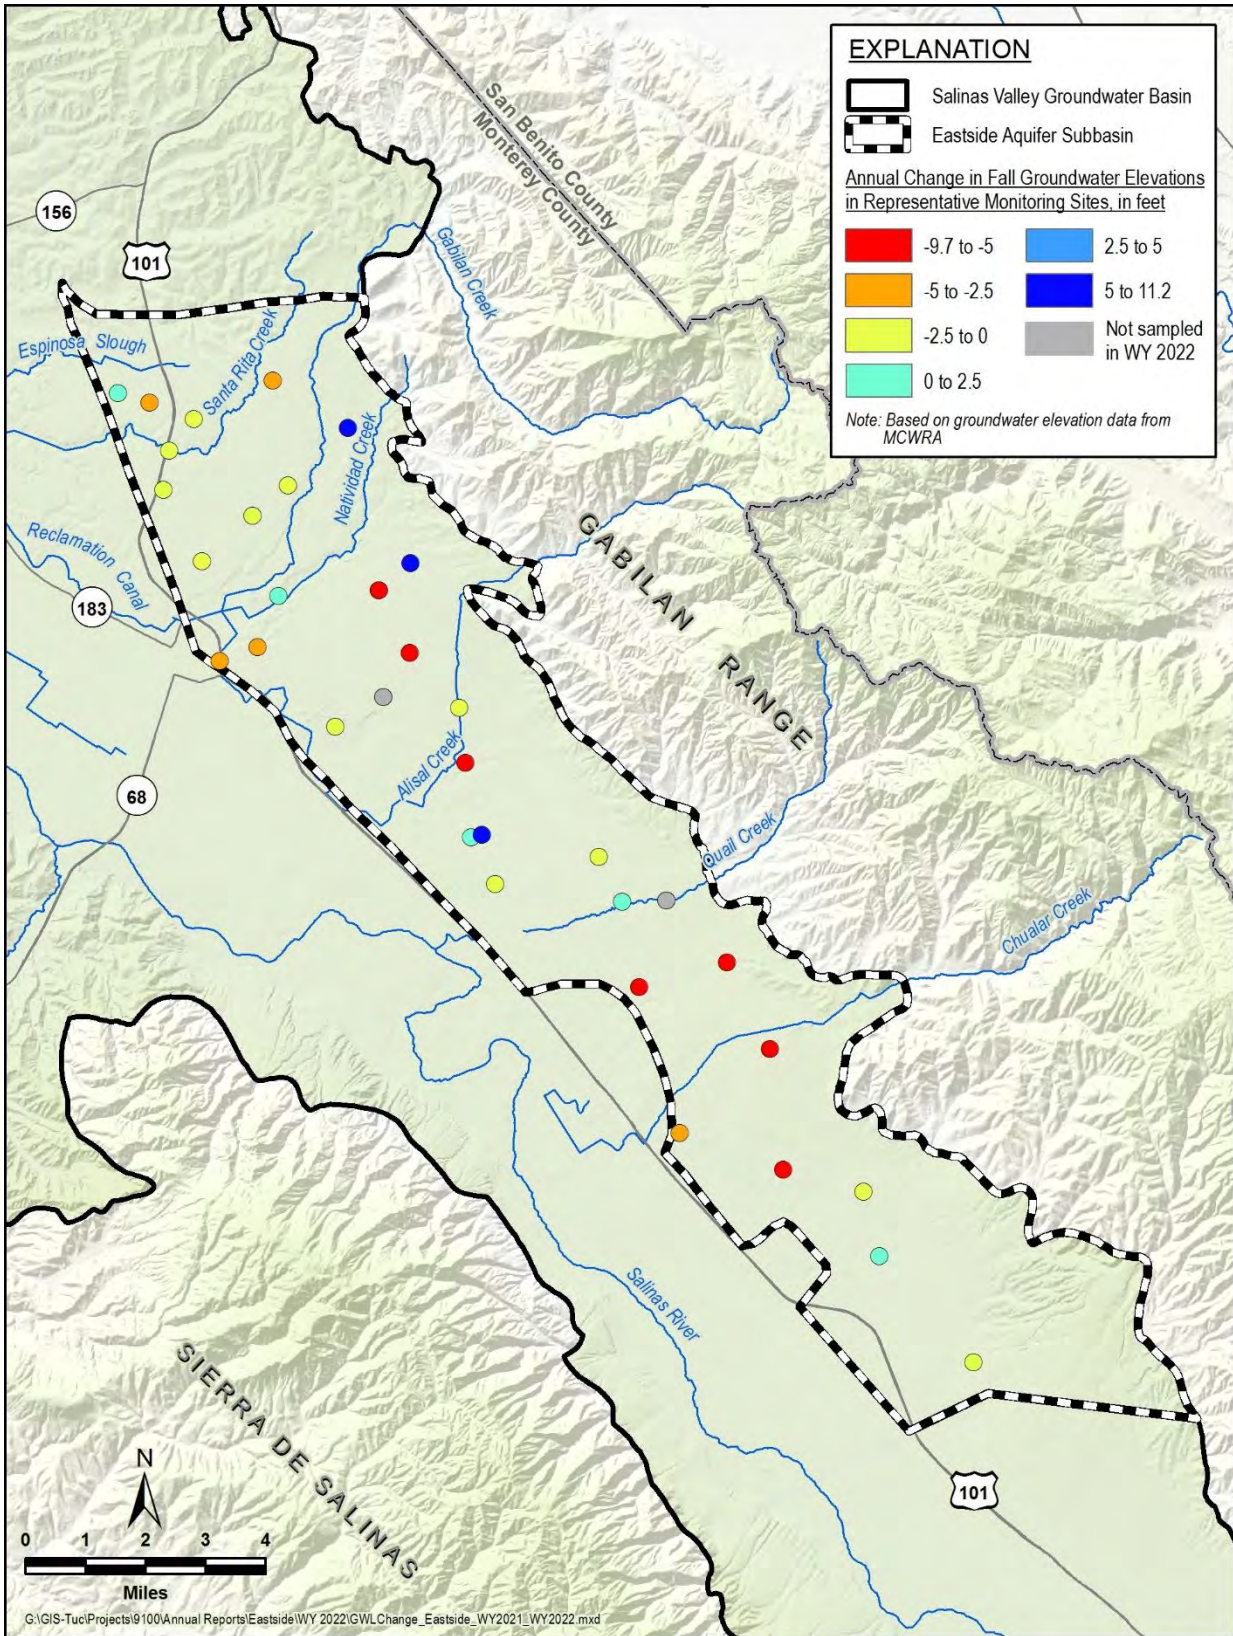 EXPLANATION
Salinas Valley Groundwater Basin
Eastside Aquifer Subbasin
Annual Change in Fall Groundwater Elevations
in Representative Monitoring Sites, in feet
-9.7 to -5
2.5 to 5
-5 to -2.5
5 to 11.2
-2.5 to 0
Not sampled
in WY 2022
0 to 2.5
Note: Based on groundwater elevation data from
MCWRA
San Benito County
Monterey County
156
101
Gabilan Creek
Espinosa Slough
Santa Rita Creek
Natividad Creek
Reclamation Canal
183
GABILAN
RANGE
68
Alisal Creek
Quail Creek
Chualar Creek
Salinas River
SIERRA DE SALINAS
101
N
0 1 2 3 4
Miles
G:\GIS-Tuc\Projects\9100\Annual Reports\Eastside\WY 2022\GWLChange_Eastside_WY2021_WY2022.mxd